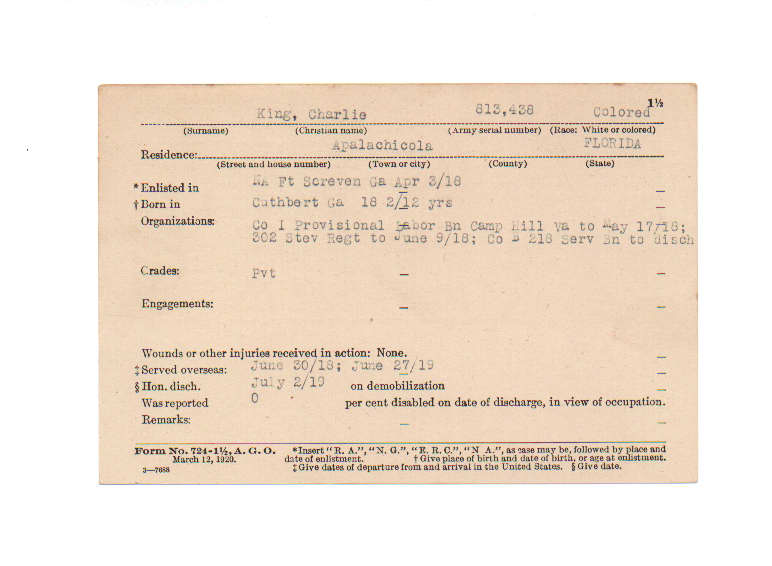 1½
King, Charlie 813,438 Colored
(Surname) (Christian name) (Army serial number) (Race: White or colored)
Residence: Apalachicola FLORIDA
(Street and house number) (Town or city) (County) (State)
*Enlisted in NA Ft Screven Ga Apr 3/18
†Born in Cuthbert Ga 18 2/12 yrs
Organizations: Co I Provisional Labor Bn Camp Hill Va to May 17/18;
302 Stev Regt to June 9/18; Co 218 Serv Bn to disch
Grades: Pvt
Engagements:
Wounds or other injuries received in action: None.
‡Served overseas: June 30/18; June 27/19
§Hon. disch. July 2/19 on demobilization
Was reported 0 per cent disabled on date of discharge, in view of occupation.
Remarks:
Form No. 724-1½, A. G. O. *Insert "R. A.", "N. G.", "E. R. C.", "N A.", as case may be, followed by place and
March 12, 1920. date of enlistment. †Give place of birth and date of birth, or age at enlistment.
3—7688 ‡Give dates of departure from and arrival in the United States. §Give date.